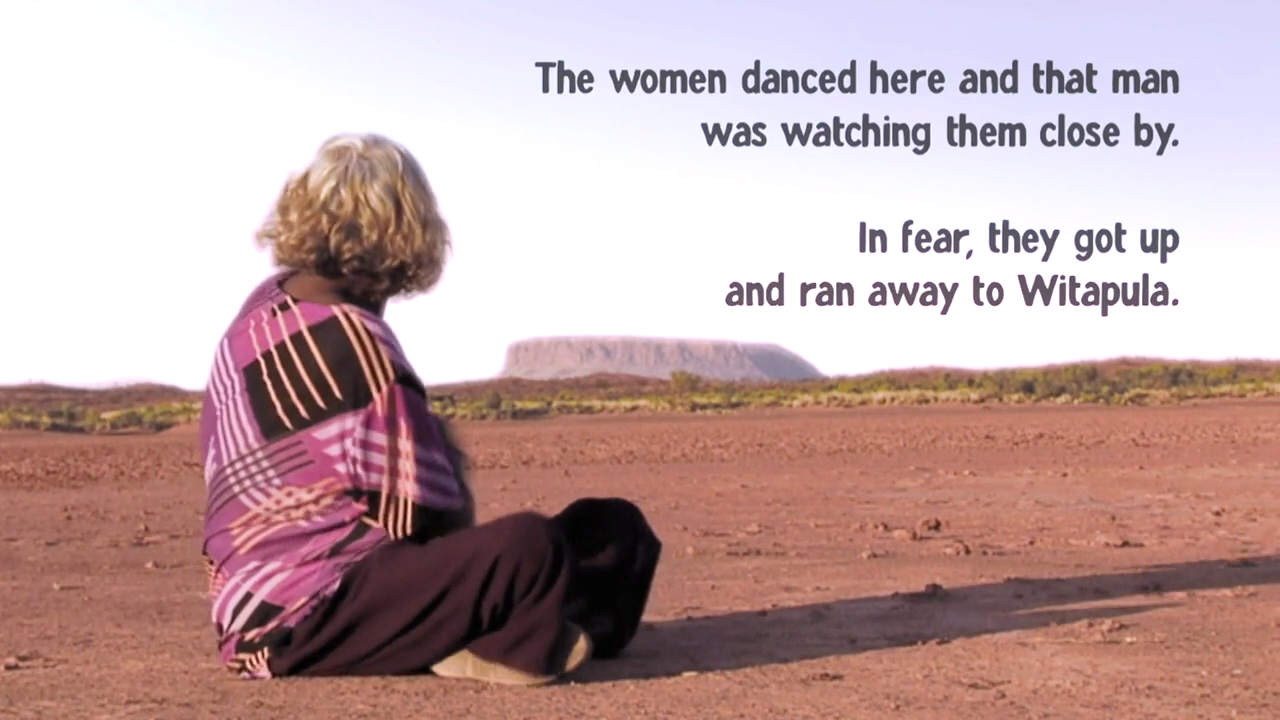 The women danced here and that man
was watching them close by.
In fear, they got up
and ran away to Witapula.